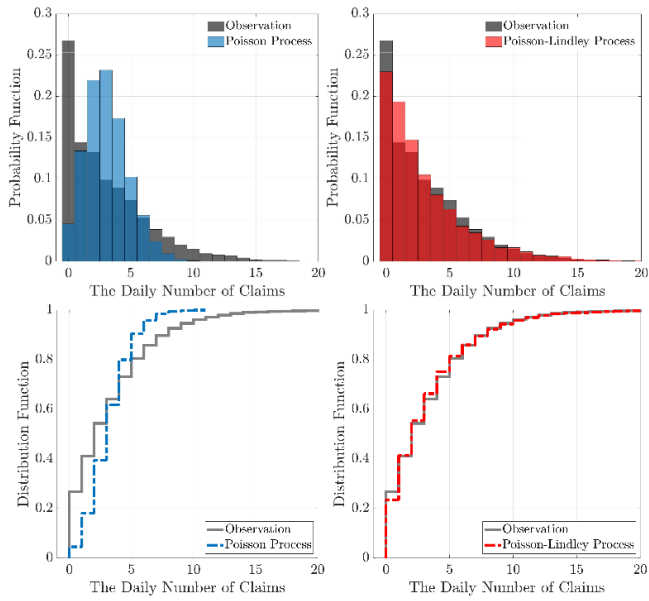 0.3
0.25
0.2
0.15
0.1
0.05
0
Probability Function
Observation
Poisson Process
0 5 10 15 20
The Daily Number of Claims
0.3
0.25
0.2
0.15
0.1
0.05
0
Probability Function
Observation
Poisson-Lindley Process
0 5 10 15 20
The Daily Number of Claims
1
0.8
0.6
0.4
0.2
0
Distribution Function
Observation
Poisson Process
0 5 10 15 20
The Daily Number of Claims
1
0.8
0.6
0.4
0.2
0
Distribution Function
Observation
Poisson-Lindley Process
0 5 10 15 20
The Daily Number of Claims